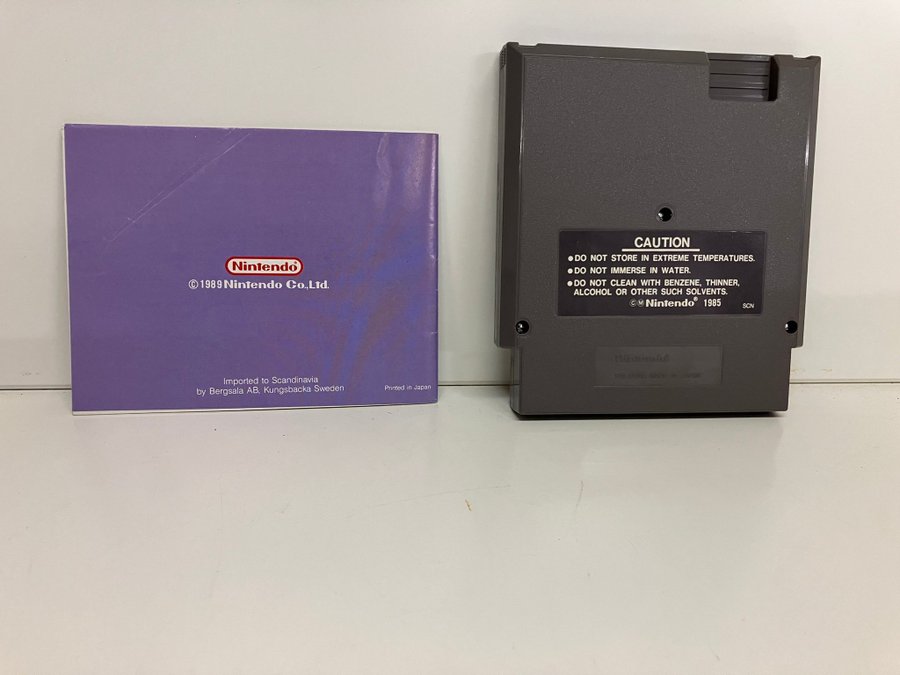 Nintendo®
©1989 Nintendo Co., Ltd.
Imported to Scandinavia
by Bergsala AB, Kungsbacka Sweden
Printed in Japan
CAUTION
●DO NOT STORE IN EXTREME TEMPERATURES.
●DO NOT IMMERSE IN WATER.
●DO NOT CLEAN WITH BENZENE, THINNER,
ALCOHOL OR OTHER SUCH SOLVENTS.
©M Nintendo® 1985
SCN
Nintendo